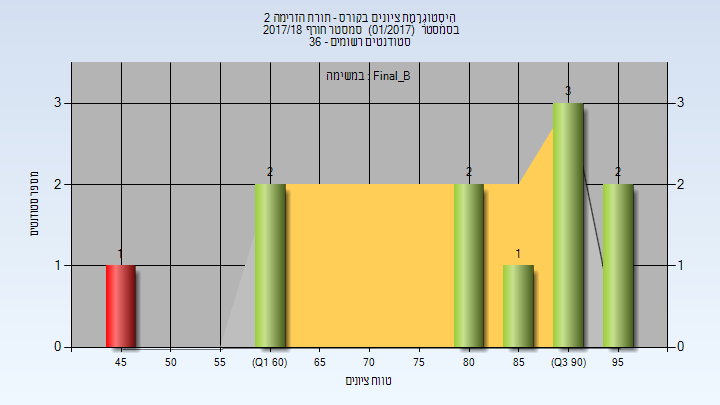 היסטוגרמת ציונים בקורס - תורת הזרימה 2
בסמסטר (01/2017) סמסטר חורף 2017/18
סטודנטים רשומים - 36
במשימה : Final_B
3
2
1
0
3
2
1
0
1
2
2
1
3
2
מספר סטודנטים
45
50
55
(Q1 60)
65
70
75
80
85
(Q3 90)
95
טווח ציונים